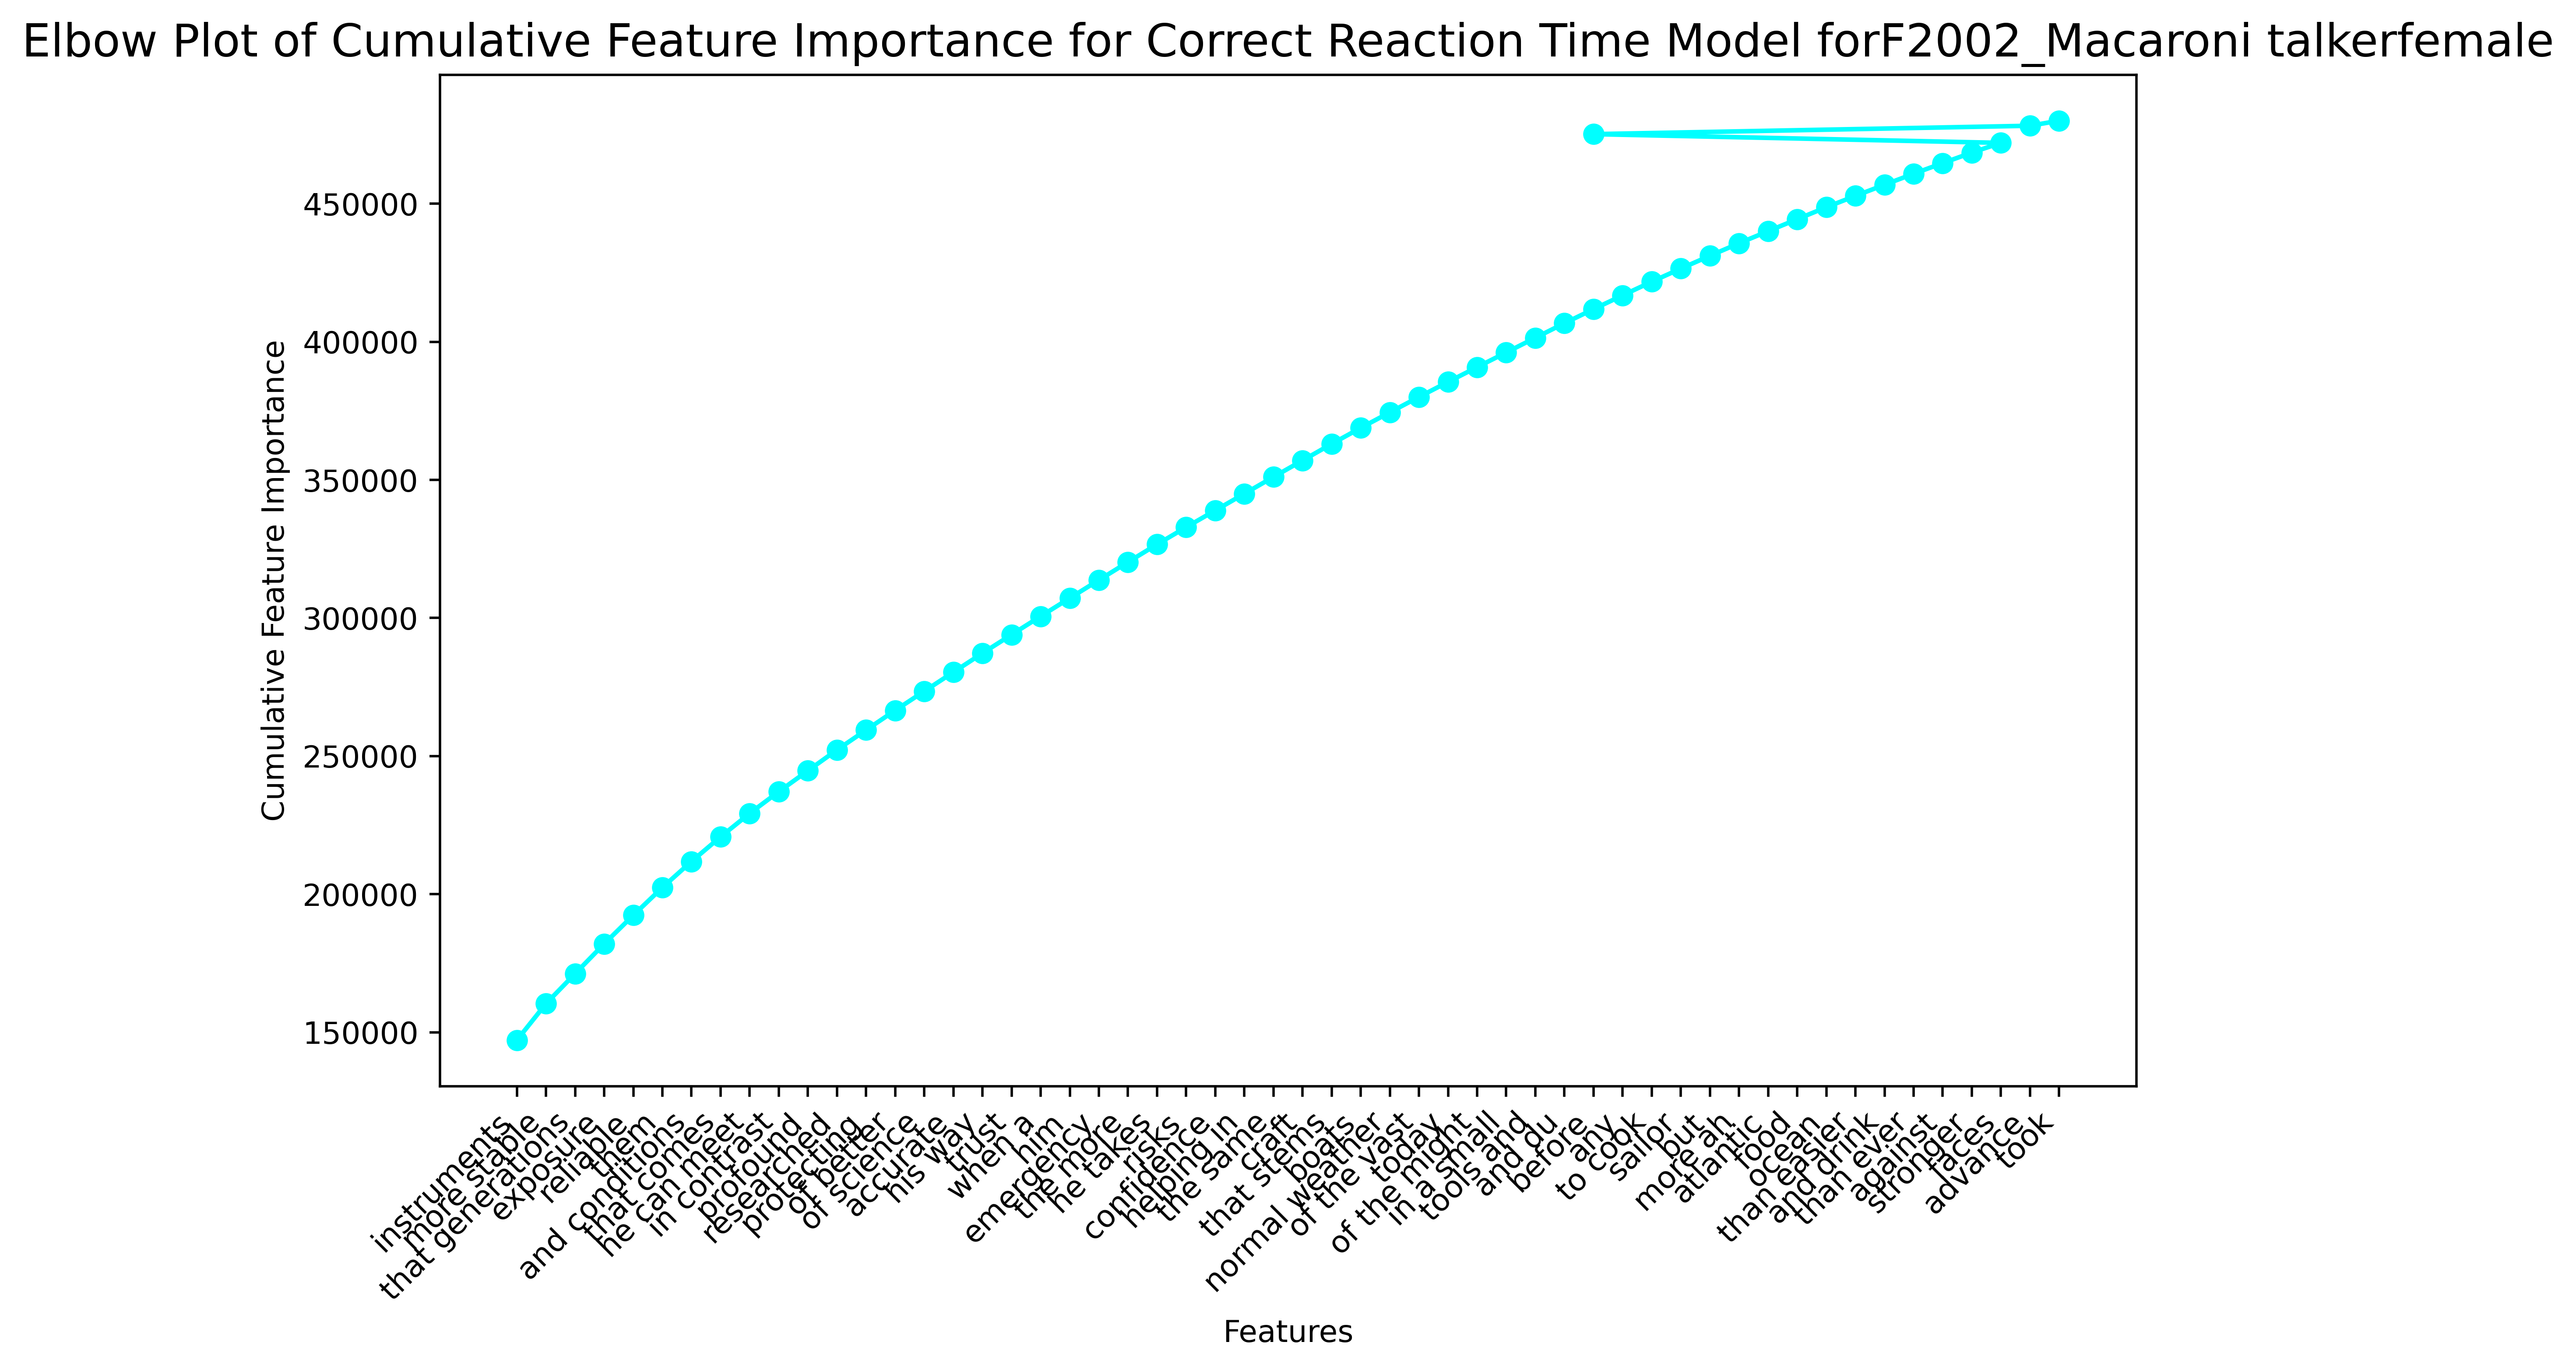 Elbow Plot of Cumulative Feature Importance for Correct Reaction Time Model forF2002_Macaroni talkerfemale
Cumulative Feature Importance
450000
400000
350000
300000
250000
200000
150000
instruments
more stable
that generations
exposure
reliable
them
and conditions
that comes
he can meet
in contrast
profound
researched
protecting
of better
of science
accurate
his way
trust
when a
him
emergency
the more
he takes
risks
confidence
helping in
the same
craft
that stems
boats
normal weather
of the vast
today
of the might
in a small
tools and
and du
before
any
to cook
sailor
but
more ah
atlantic
food
ocean
than easier
and drink
than ever
against
stronger
faces
advance
took
Features